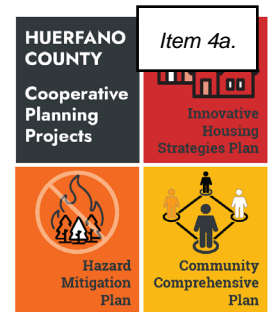 HUERFANO
COUNTY
Cooperative
Planning
Projects
Item 4a.
Innovative
Housing
Strategies Plan
Hazard
Mitigation
Plan
Community
Comprehensive
Plan